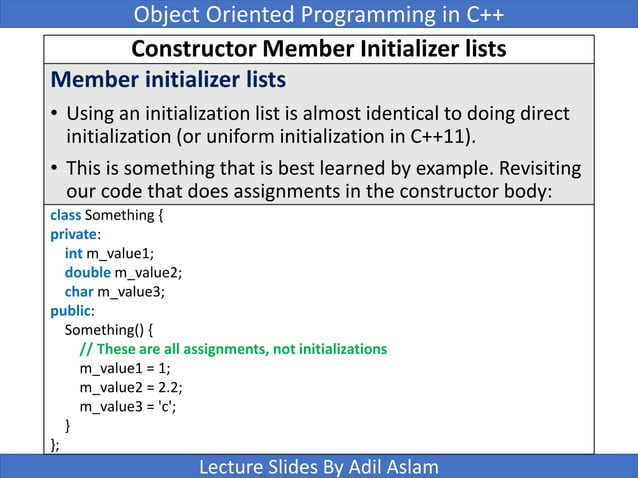 Object Oriented Programming in C++
Constructor Member Initializer lists
Member initializer lists
• Using an initialization list is almost identical to doing direct
initialization (or uniform initialization in C++11).
• This is something that is best learned by example. Revisiting
our code that does assignments in the constructor body:
class Something {
private:
int m_value1;
double m_value2;
char m_value3;
public:
Something() {
// These are all assignments, not initializations
m_value1 = 1;
m_value2 = 2.2;
m_value3 = 'c';
}
};
Lecture Slides By Adil Aslam